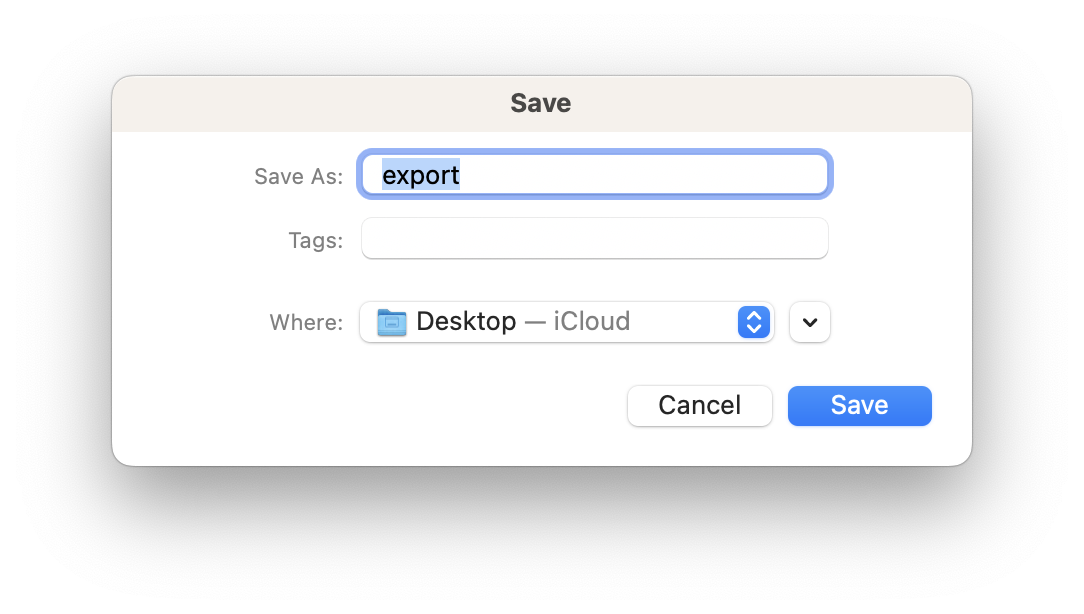 Save
Save As: export
Tags:
Where: Desktop — iCloud
Cancel Save